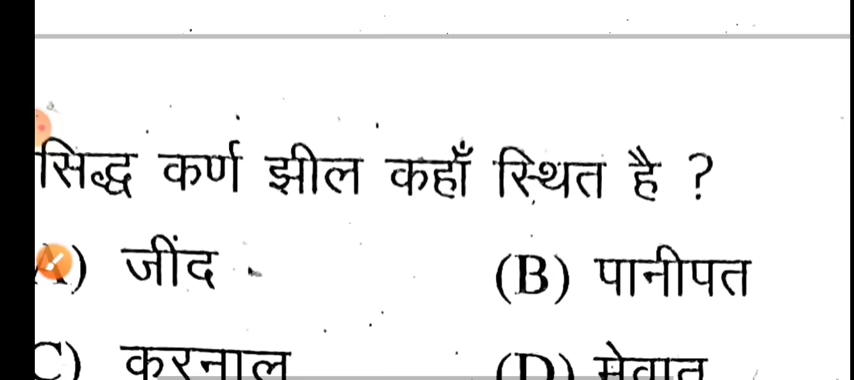 सिद्ध कर्ण झील कहाँ स्थित है ?
A) जींद (B) पानीपत
C) करनाल (D) मेवात